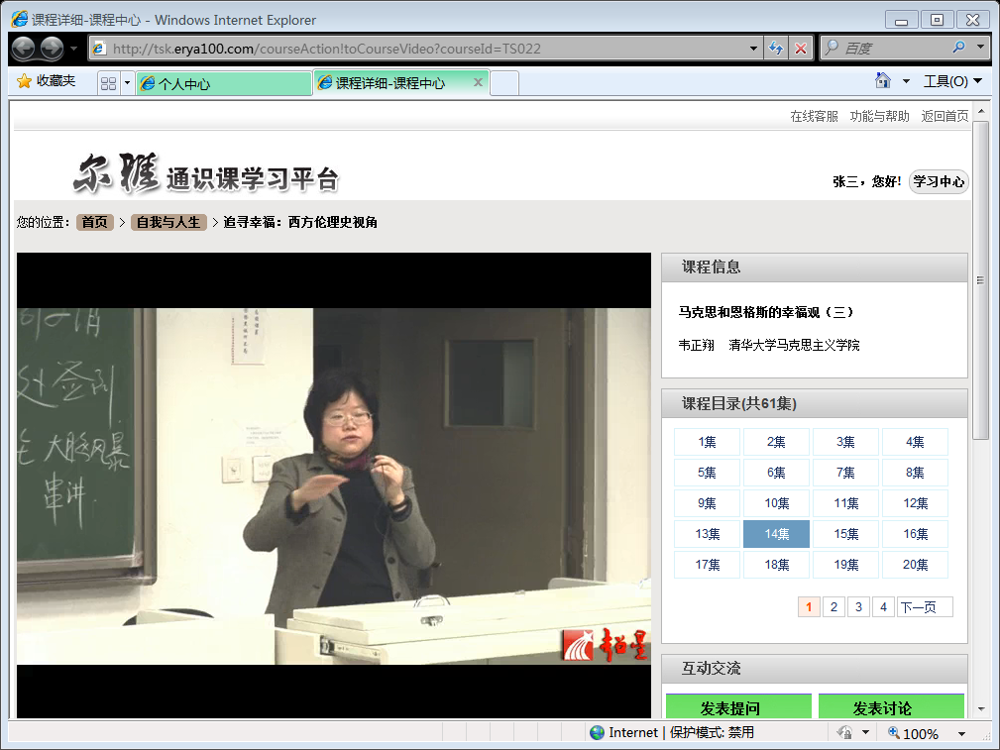 课程详细-课程中心 - Windows Internet Explorer
http://tsk.erya100.com/courseAction!toCourseVideo?courseId=TS022
百度
收藏夹
个人中心
课程详细-课程中心
工具(O)
在线客服 功能与帮助 返回首页
尔雅 通识课学习平台
张三，您好! 学习中心
您的位置: 首页 > 自我与人生 > 追寻幸福：西方伦理史视角
课程信息
马克思和恩格斯的幸福观（三）
韦正翔 清华大学马克思主义学院
签到
大脑风暴
串讲.
课程目录(共61集)
1集 2集 3集 4集
5集 6集 7集 8集
9集 10集 11集 12集
13集 14集 15集 16集
17集 18集 19集 20集
1 2 3 4 下一页
互动交流
发表提问 发表讨论
Internet | 保护模式: 禁用
100%